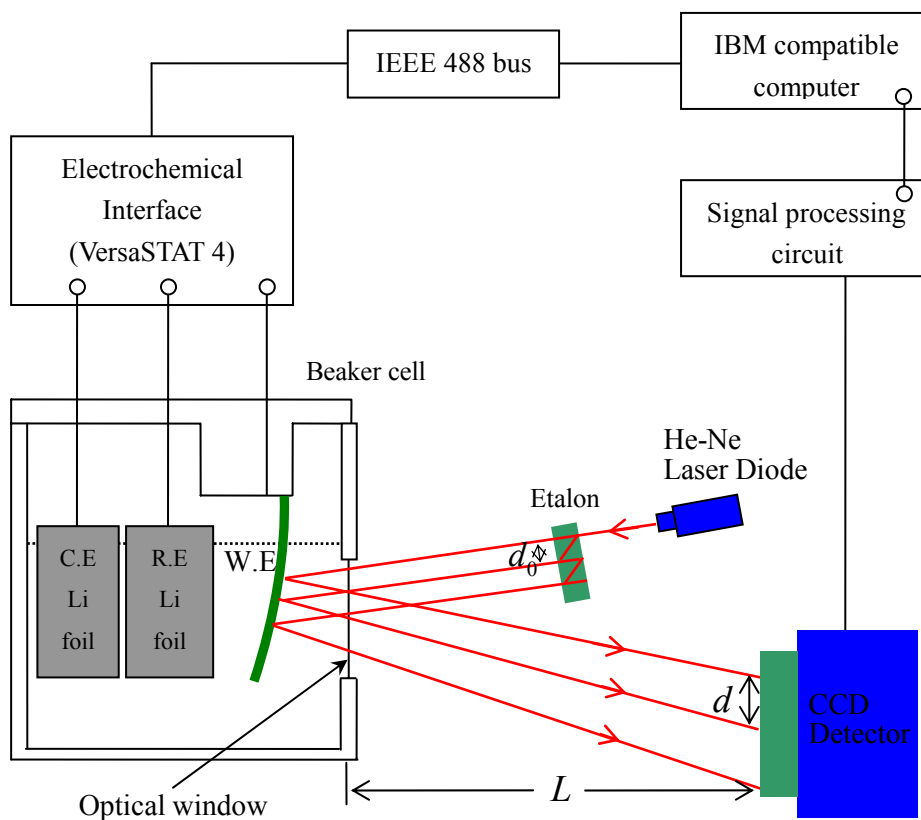 IEEE 488 bus
IBM compatible
computer
Electrochemical
Interface
(VersaSTAT 4)
Signal processing
circuit
Beaker cell
He-Ne
Laser Diode
Etalon
d₀
C.E
Li
foil
R.E
Li
foil
W.E
d
CCD
Detector
L
Optical window